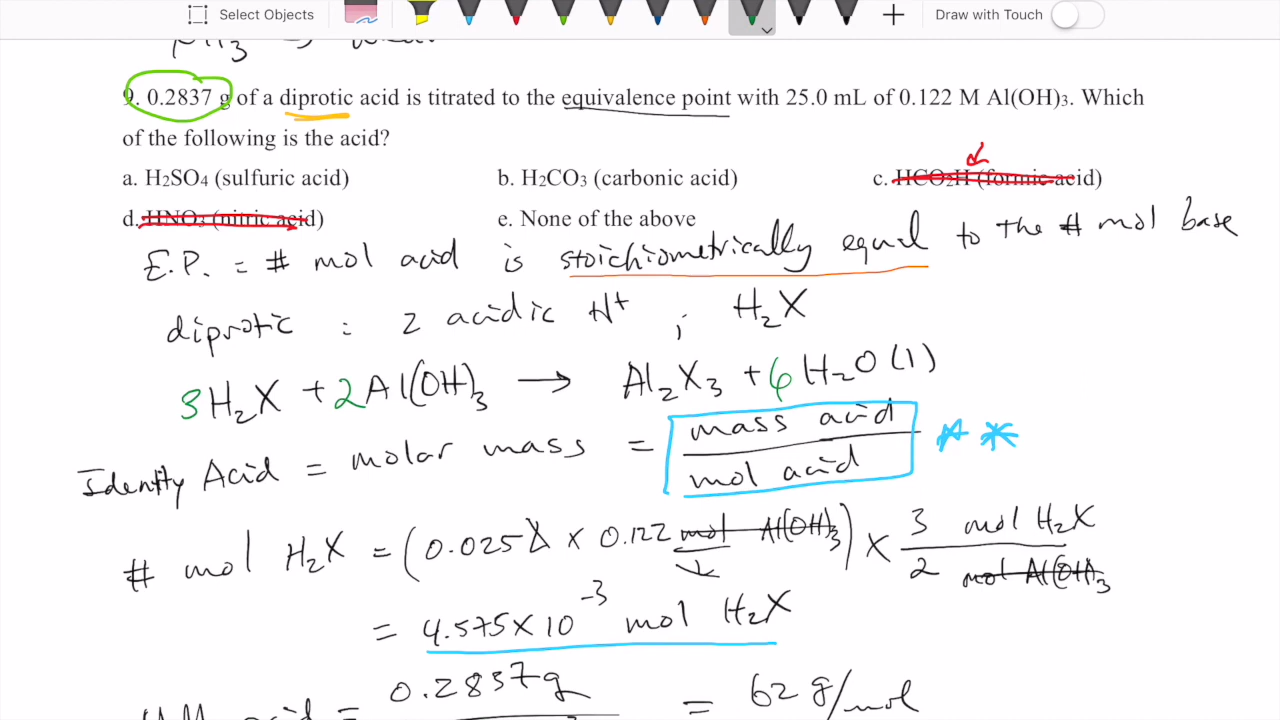 Select Objects
Draw with Touch
9. 0.2837 g of a diprotic acid is titrated to the equivalence point with 25.0 mL of 0.122 M Al(OH)₃. Which
of the following is the acid?
a. H₂SO₄ (sulfuric acid) b. H₂CO₃ (carbonic acid) c. HCO₂H (formic acid)
d. HNO₃ (nitric acid) e. None of the above
E.P. = # mol acid is stoichiometrically equal to the # mol base
diprotic : 2 acidic H⁺ ; H₂X
3H₂X + 2Al(OH)₃ → Al₂X₃ + 6H₂O(l)
Identity Acid = molar mass = mass acid
mol acid
# mol H₂X = (0.025L × 0.122 mol Al(OH)₃) × 3 mol H₂X
2 mol Al(OH)₃
= 4.575×10⁻³ mol H₂X
0.2837g
= 62 g/mol